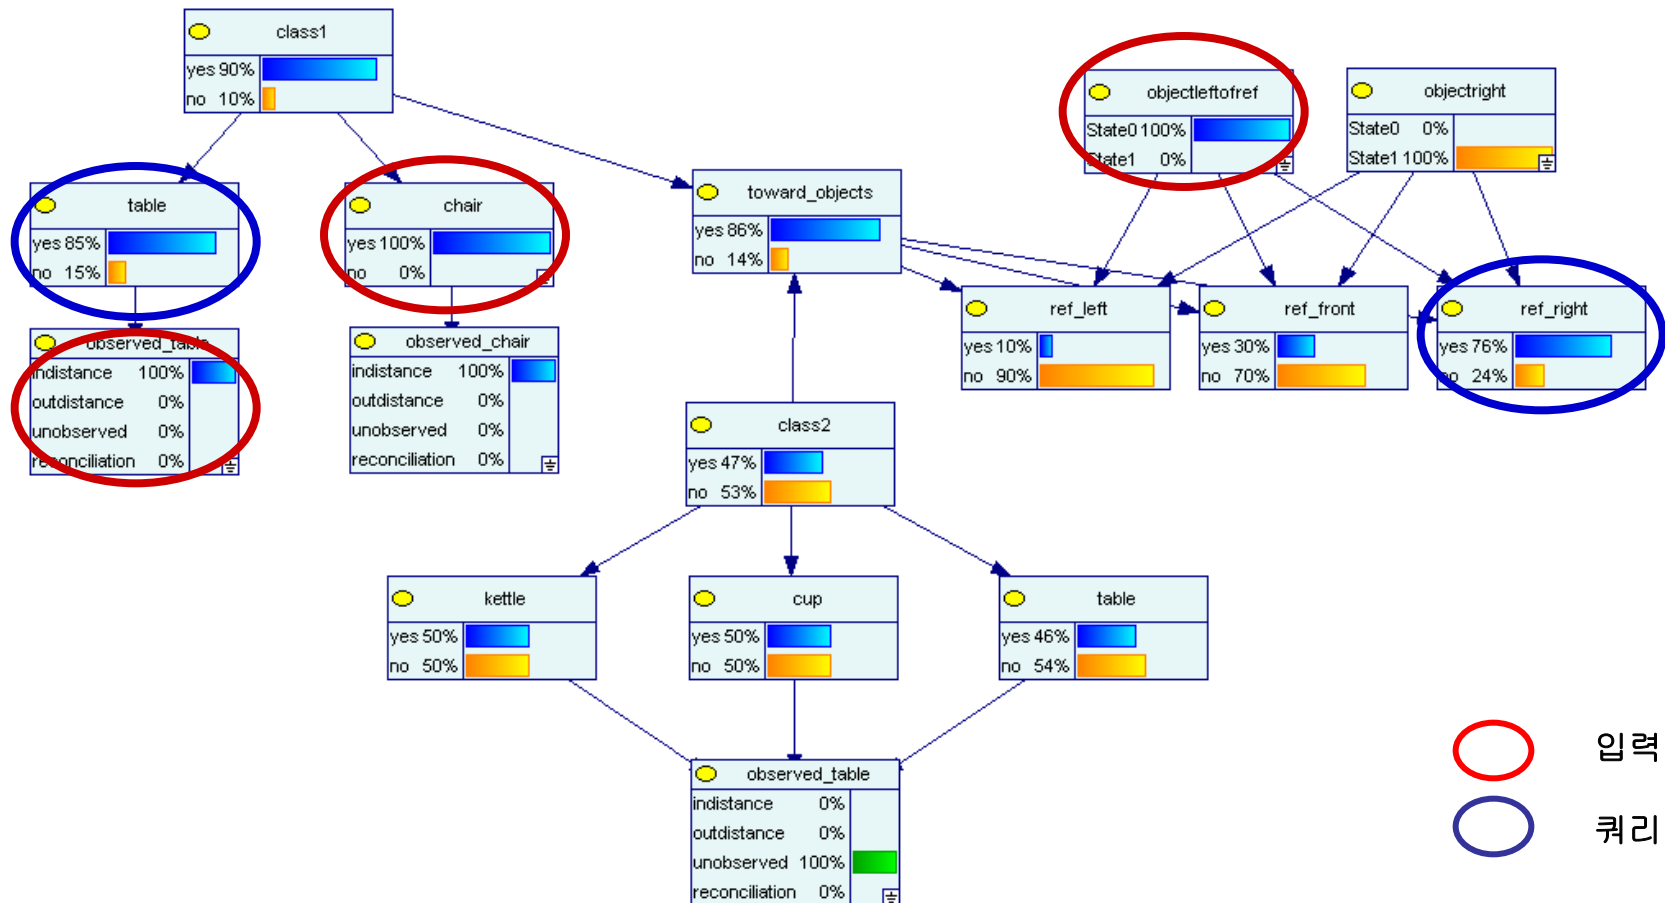 class1
yes 90%
no 10%
objectleftofref
State0 100%
State1 0%
objectright
State0 0%
State1 100%
table
yes 85%
no 15%
chair
yes 100%
no 0%
toward_objects
yes 86%
no 14%
observed_table
indistance 100%
outdistance 0%
unobserved 0%
reconciliation 0%
observed_chair
indistance 100%
outdistance 0%
unobserved 0%
reconciliation 0%
ref_left
yes 10%
no 90%
ref_front
yes 30%
no 70%
ref_right
yes 76%
no 24%
class2
yes 47%
no 53%
kettle
yes 50%
no 50%
cup
yes 50%
no 50%
table
yes 46%
no 54%
observed_table
indistance 0%
outdistance 0%
unobserved 100%
reconciliation 0%
입력
쿼리